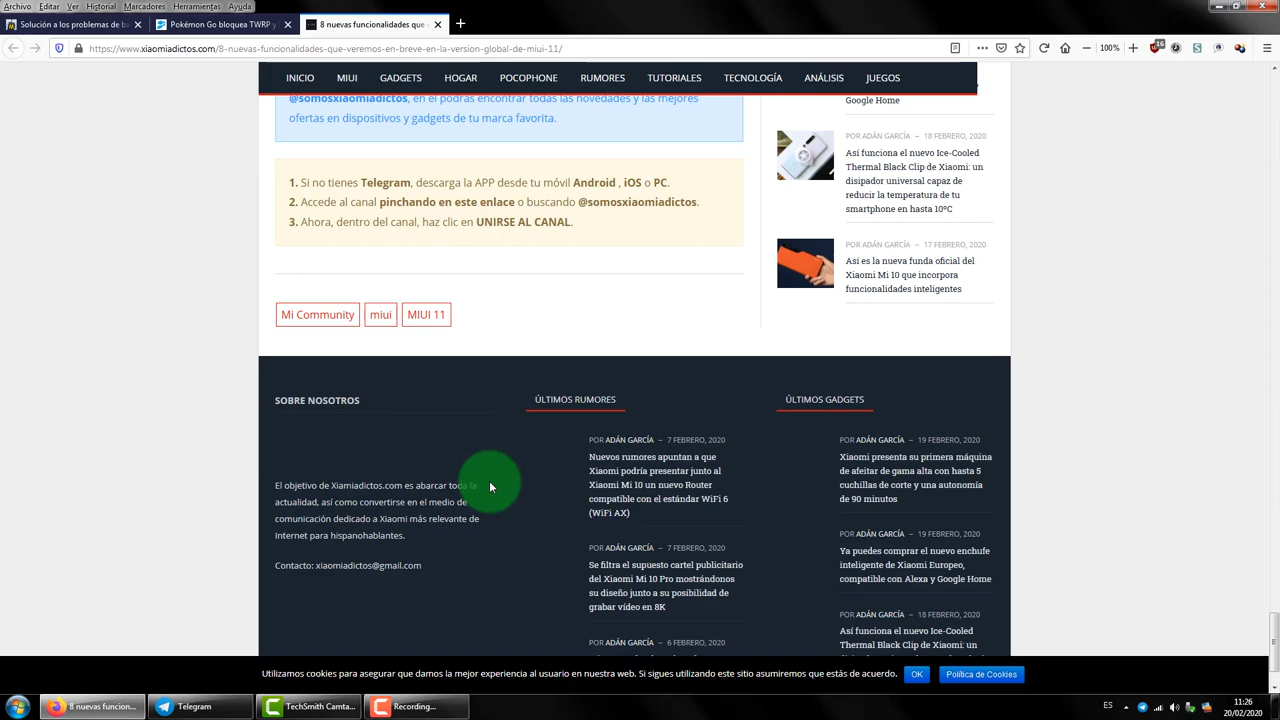 Archivo Editar Ver Historial Marcadores Herramientas Ayuda
Solución a los problemas de ba
Pokémon Go bloquea TWRP y
8 nuevas funcionalidades que
https://www.xiaomiadictos.com/8-nuevas-funcionalidades-que-veremos-en-breve-en-la-version-global-de-miui-11/
100%
16
INICIO MIUI GADGETS HOGAR POCOPHONE RUMORES TUTORIALES TECNOLOGÍA ANÁLISIS JUEGOS
@somosxiaomiadictos, en el podrás encontrar todas las novedades y las mejores
ofertas en dispositivos y gadgets de tu marca favorita.
1. Si no tienes Telegram, descarga la APP desde tu móvil Android , iOS o PC.
2. Accede al canal pinchando en este enlace o buscando @somosxiaomiadictos.
3. Ahora, dentro del canal, haz clic en UNIRSE AL CANAL.
Mi Community
miui
MIUI 11
Google Home
POR ADÁN GARCÍA – 18 FEBRERO, 2020
Así funciona el nuevo Ice-Cooled
Thermal Black Clip de Xiaomi: un
disipador universal capaz de
reducir la temperatura de tu
smartphone en hasta 10ºC
POR ADÁN GARCÍA – 17 FEBRERO, 2020
Así es la nueva funda oficial del
Xiaomi Mi 10 que incorpora
funcionalidades inteligentes
SOBRE NOSOTROS
El objetivo de Xiamiadictos.com es abarcar toda la
actualidad, así como convertirse en el medio de
comunicación dedicado a Xiaomi más relevante de
Internet para hispanohablantes.
Contacto: xiaomiadictos@gmail.com
ÚLTIMOS RUMORES
POR ADÁN GARCÍA – 7 FEBRERO, 2020
Nuevos rumores apuntan a que
Xiaomi podría presentar junto al
Xiaomi Mi 10 un nuevo Router
compatible con el estándar WiFi 6
(WiFi AX)
POR ADÁN GARCÍA – 7 FEBRERO, 2020
Se filtra el supuesto cartel publicitario
del Xiaomi Mi 10 Pro mostrándonos
su diseño junto a su posibilidad de
grabar vídeo en 8K
POR ADÁN GARCÍA – 6 FEBRERO, 2020
ÚLTIMOS GADGETS
POR ADÁN GARCÍA – 19 FEBRERO, 2020
Xiaomi presenta su primera máquina
de afeitar de gama alta con hasta 5
cuchillas de corte y una autonomía
de 90 minutos
POR ADÁN GARCÍA – 19 FEBRERO, 2020
Ya puedes comprar el nuevo enchufe
inteligente de Xiaomi Europeo,
compatible con Alexa y Google Home
POR ADÁN GARCÍA – 18 FEBRERO, 2020
Así funciona el nuevo Ice-Cooled
Thermal Black Clip de Xiaomi: un
Utilizamos cookies para asegurar que damos la mejor experiencia al usuario en nuestra web. Si sigues utilizando este sitio asumiremos que estás de acuerdo. OK Política de Cookies
8 nuevas funcion...
Telegram
TechSmith Camta...
Recording...
ES
11:26
20/02/2020